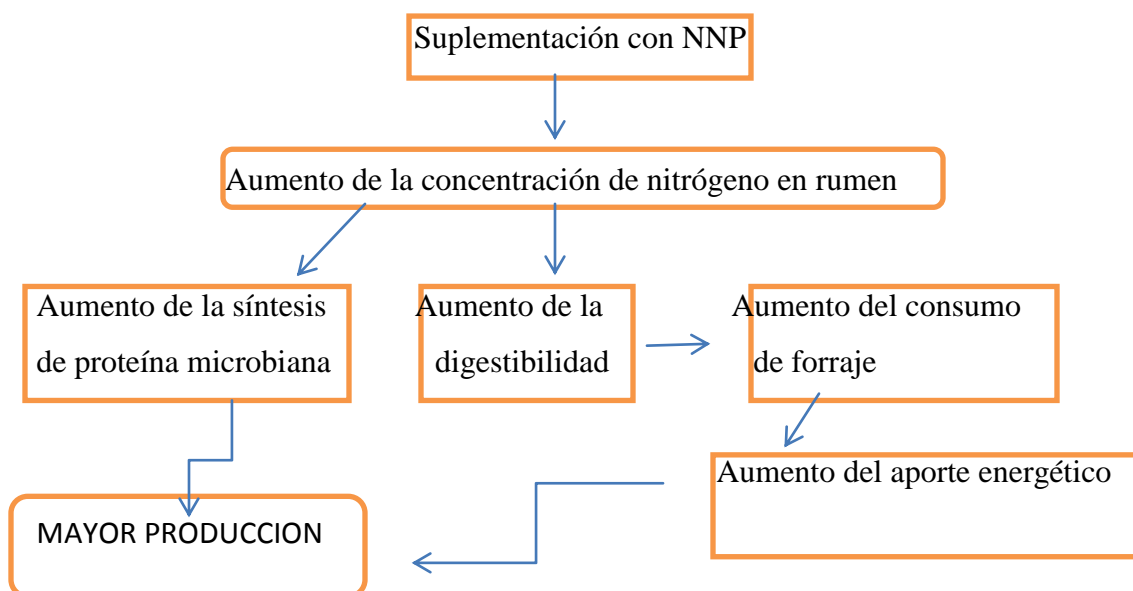 Suplementación con NNP
Aumento de la concentración de nitrógeno en rumen
Aumento de la síntesis
de proteína microbiana
Aumento de la
digestibilidad
Aumento del consumo
de forraje
Aumento del aporte energético
MAYOR PRODUCCION